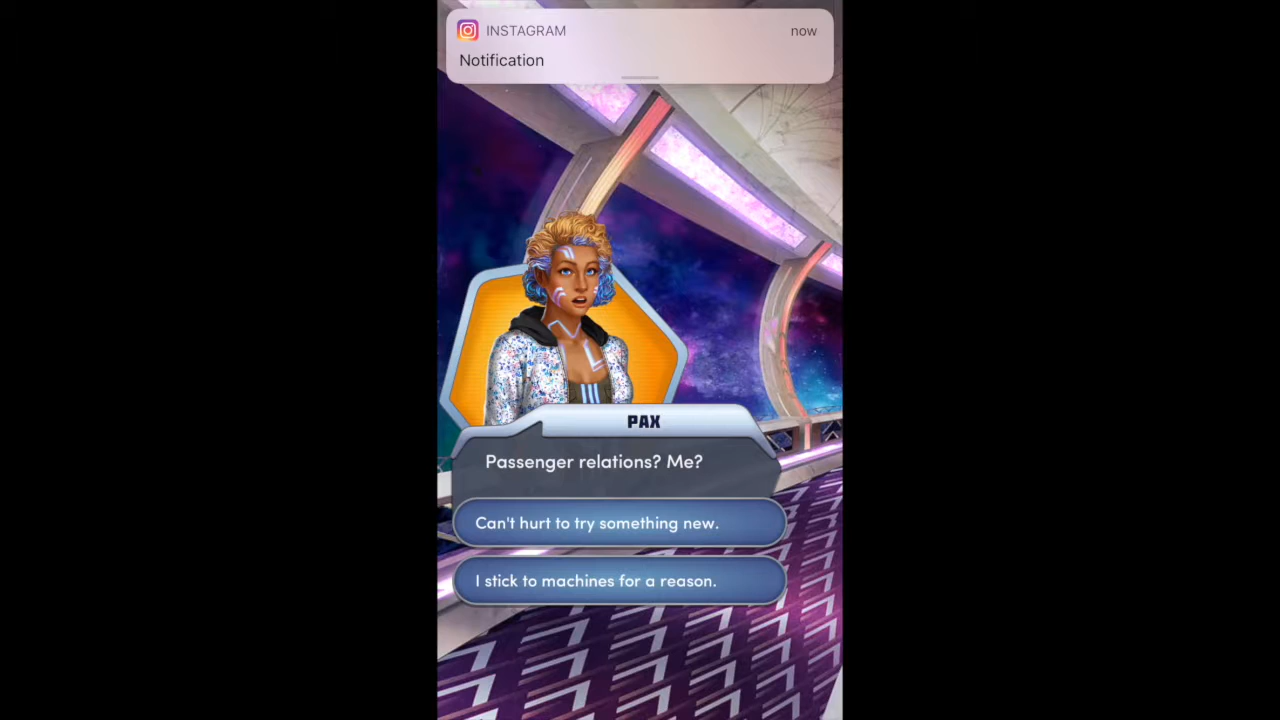 INSTAGRAM
now
Notification
PAX
Passenger relations? Me?
Can't hurt to try something new.
I stick to machines for a reason.